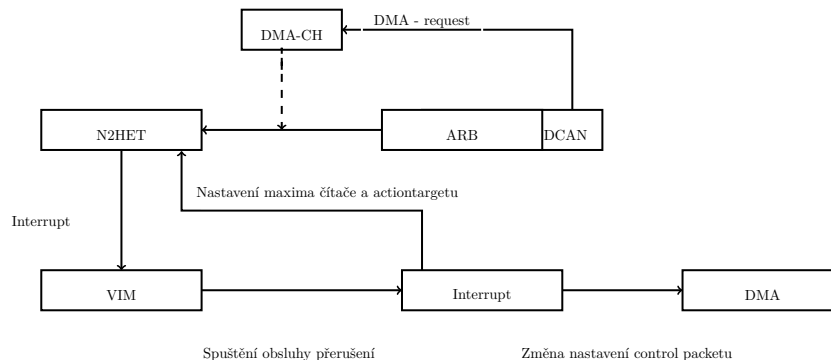 DMA - request
DMA-CH
N2HET
ARB
DCAN
Nastavení maxima čítače a actiontargetu
Interrupt
VIM
Interrupt
DMA
Spuštění obsluhy přerušení
Změna nastavení control packetu